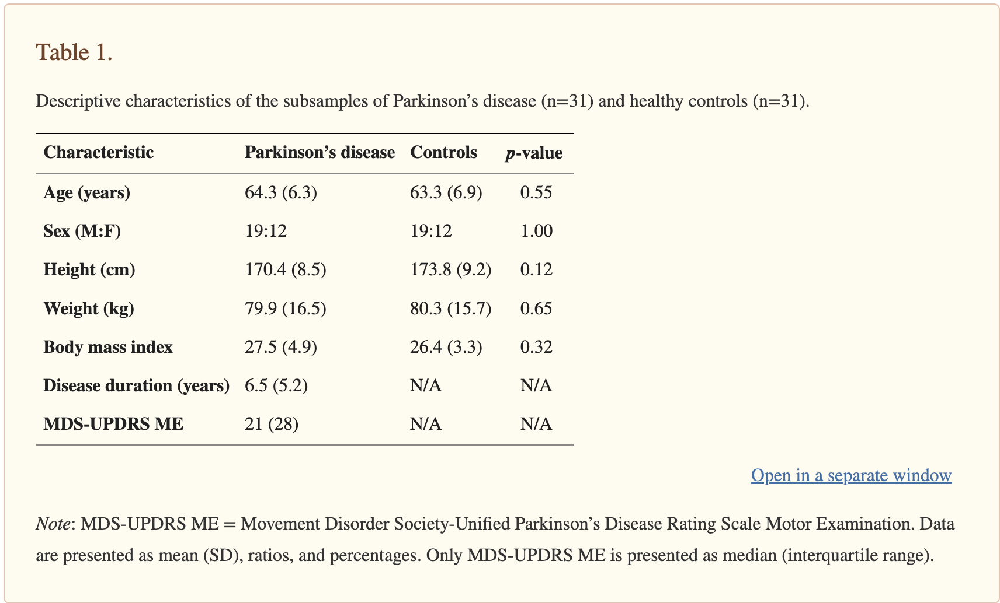 Table 1.
Descriptive characteristics of the subsamples of Parkinson’s disease (n=31) and healthy controls (n=31).
Characteristic Parkinson’s disease Controls p-value
Age (years) 64.3 (6.3) 63.3 (6.9) 0.55
Sex (M:F) 19:12 19:12 1.00
Height (cm) 170.4 (8.5) 173.8 (9.2) 0.12
Weight (kg) 79.9 (16.5) 80.3 (15.7) 0.65
Body mass index 27.5 (4.9) 26.4 (3.3) 0.32
Disease duration (years) 6.5 (5.2) N/A N/A
MDS-UPDRS ME 21 (28) N/A N/A
Open in a separate window
Note: MDS-UPDRS ME = Movement Disorder Society-Unified Parkinson’s Disease Rating Scale Motor Examination. Data
are presented as mean (SD), ratios, and percentages. Only MDS-UPDRS ME is presented as median (interquartile range).